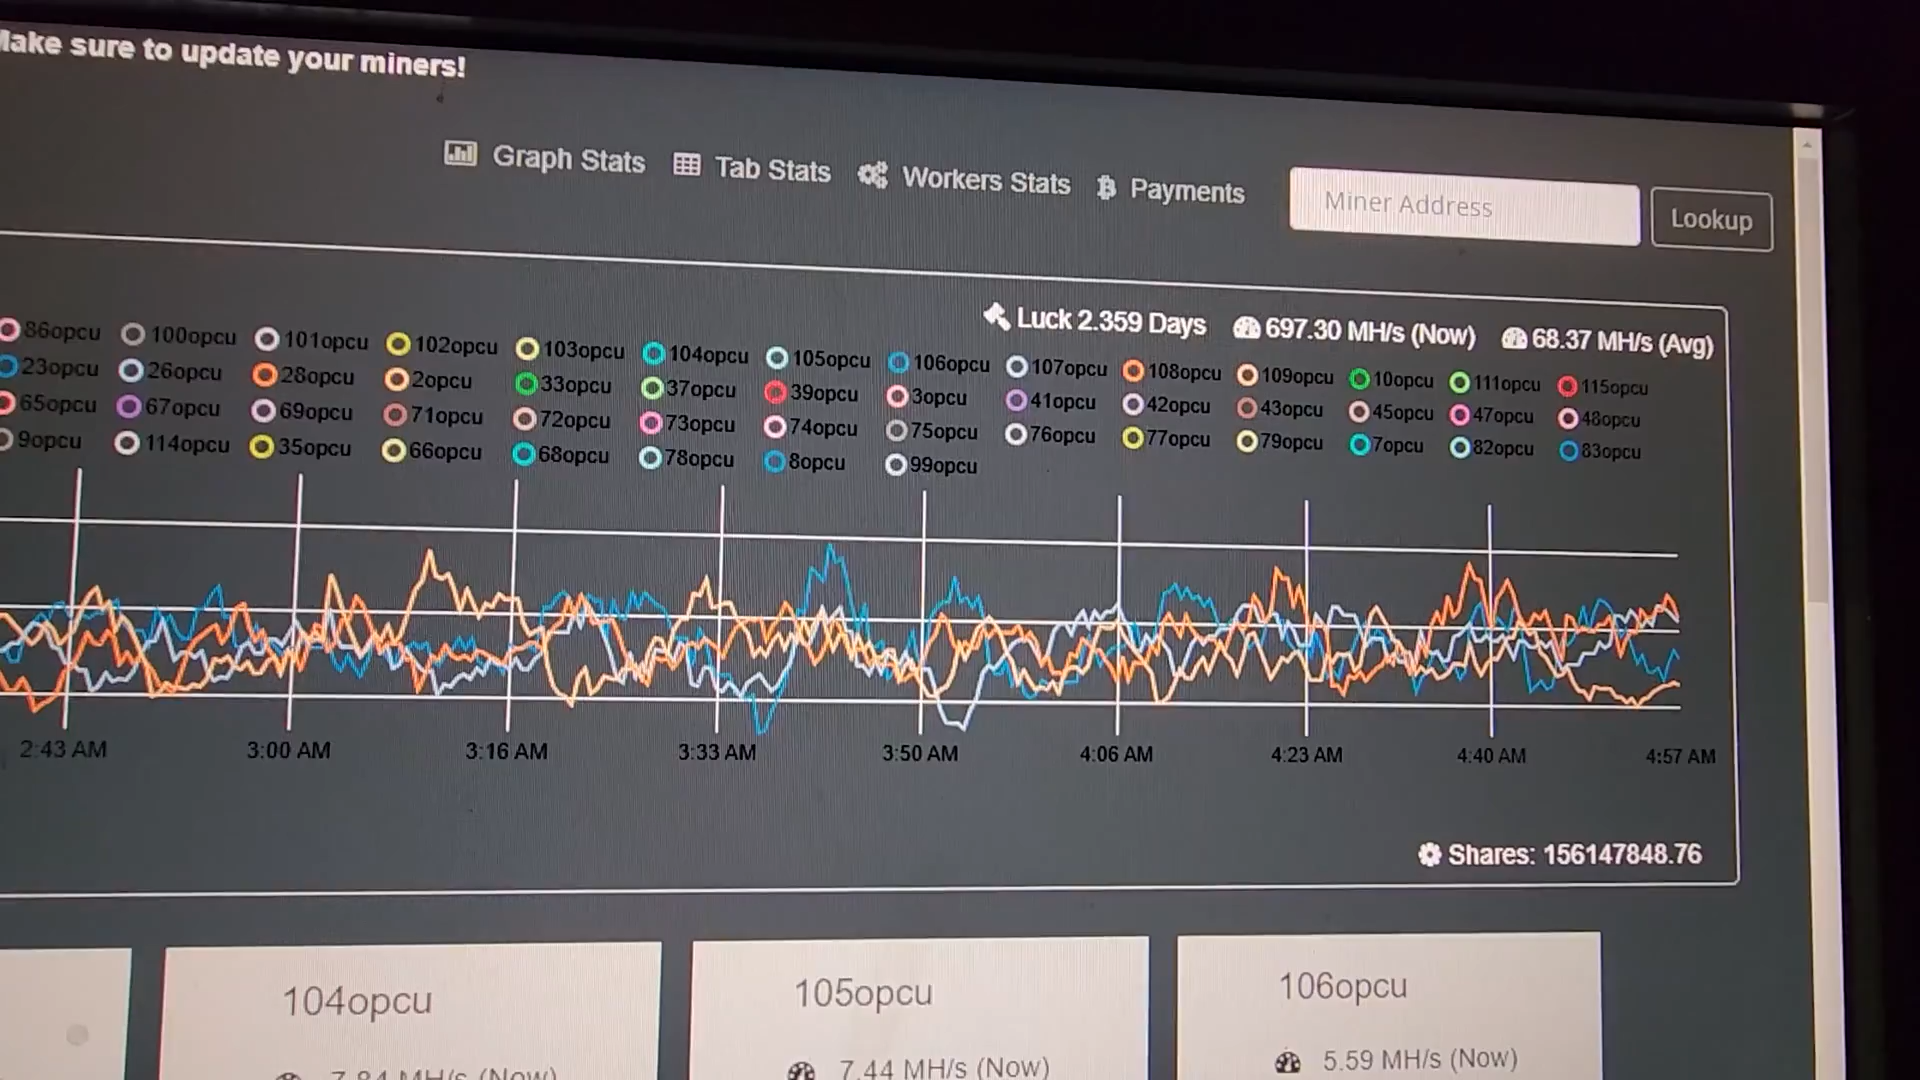 Make sure to update your miners!
Graph Stats Tab Stats Workers Stats Payments Miner Address Lookup
Luck 2.359 Days 697.30 MH/s (Now) 68.37 MH/s (Avg)
86opcu 100opcu 101opcu 102opcu 103opcu 104opcu 105opcu 106opcu 107opcu 108opcu 109opcu 10opcu 111opcu 115opcu
23opcu 26opcu 28opcu 2opcu 33opcu 37opcu 39opcu 3opcu 41opcu 42opcu 43opcu 45opcu 47opcu 48opcu
65opcu 67opcu 69opcu 71opcu 72opcu 73opcu 74opcu 75opcu 76opcu 77opcu 79opcu 7opcu 82opcu 83opcu
9opcu 114opcu 35opcu 66opcu 68opcu 78opcu 8opcu 99opcu
2:43 AM 3:00 AM 3:16 AM 3:33 AM 3:50 AM 4:06 AM 4:23 AM 4:40 AM 4:57 AM
Shares: 156147848.76
104opcu 105opcu 106opcu
7.84 MH/s (Now) 7.44 MH/s (Now) 5.59 MH/s (Now)